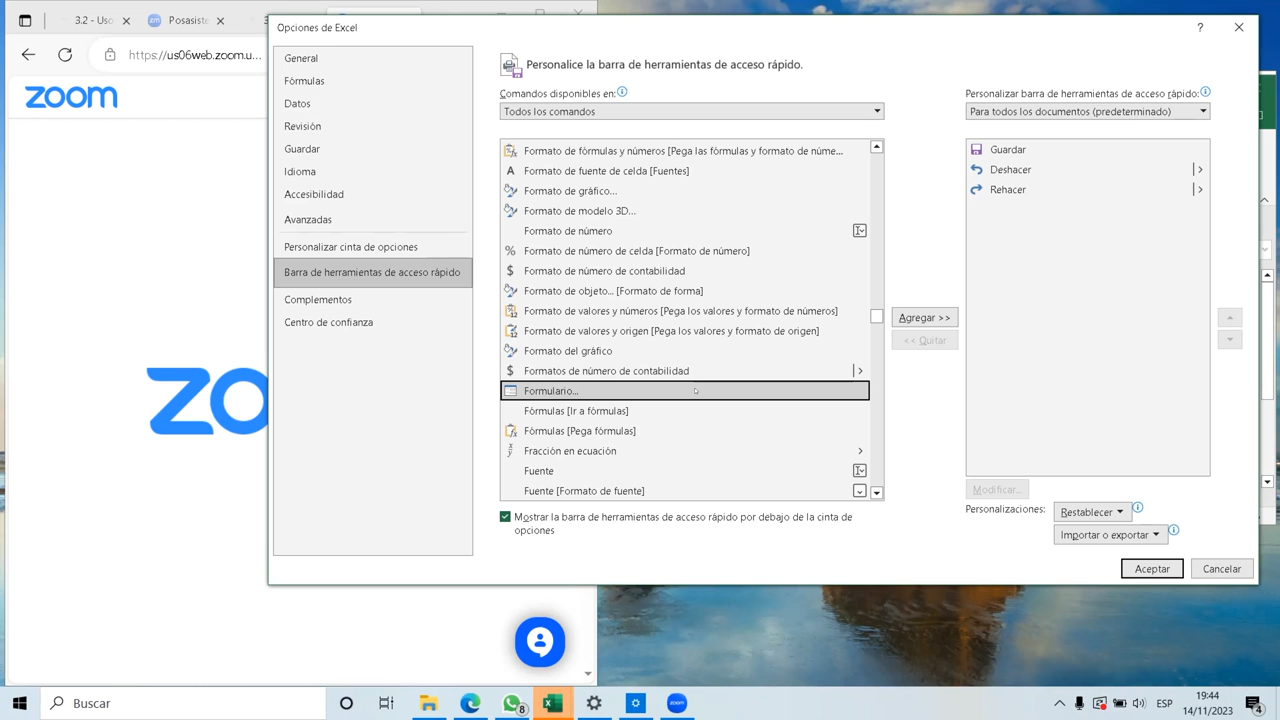 3.2 - Uso
Posasiste
Opciones de Excel
https://us06web.zoom.u...
zoom
General
Fórmulas
Datos
Revisión
Guardar
Idioma
Accesibilidad
Avanzadas
Personalizar cinta de opciones
Barra de herramientas de acceso rápido
Complementos
Centro de confianza
Personalice la barra de herramientas de acceso rápido.
Comandos disponibles en:
Todos los comandos
Formato de fórmulas y números [Pega las fórmulas y formato de núme...
Formato de fuente de celda [Fuentes]
Formato de gráfico...
Formato de modelo 3D...
Formato de número
Formato de número de celda [Formato de número]
Formato de número de contabilidad
Formato de objeto... [Formato de forma]
Formato de valores y números [Pega los valores y formato de números]
Formato de valores y origen [Pega los valores y formato de origen]
Formato del gráfico
Formatos de número de contabilidad
Formulario...
Fórmulas [Ir a fórmulas]
Fórmulas [Pega fórmulas]
Fracción en ecuación
Fuente
Fuente [Formato de fuente]
Mostrar la barra de herramientas de acceso rápido por debajo de la cinta de
opciones
Agregar >>
<< Quitar
Personalizar barra de herramientas de acceso rápido:
Para todos los documentos (predeterminado)
Guardar
Deshacer
Rehacer
Modificar...
Personalizaciones:
Restablecer
Importar o exportar
Aceptar
Cancelar
Buscar
8
zoom
ESP
19:44
14/11/2023
4